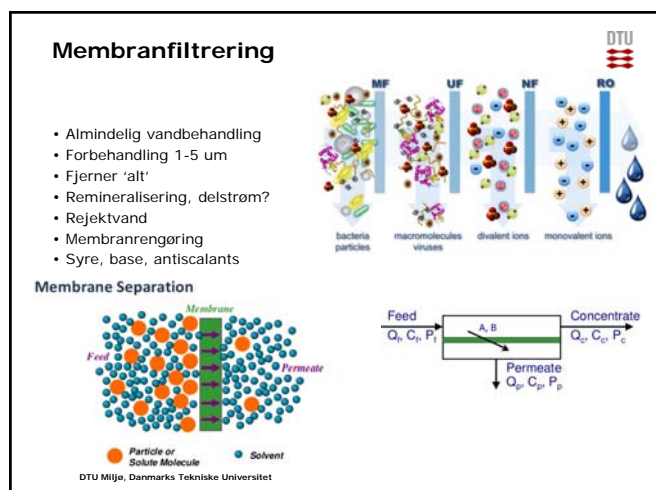 Membranfiltrering
DTU
• Almindelig vandbehandling
• Forbehandling 1-5 um
• Fjerner ‘alt’
• Remineralisering, delstrøm?
• Rejektvand
• Membranrengøring
• Syre, base, antiscalants
MF UF NF RO
bacteria particles
macromolecules viruses
divalent ions
monovalent ions
Membrane Separation
Membrane
Feed
Permeate
Particle or
Solute Molecule
Solvent
Feed
Qf, Cf, Pf
A, B
Concentrate
Qc, Cc, Pc
Permeate
Qp, Cp, Pp
DTU Miljø, Danmarks Tekniske Universitet